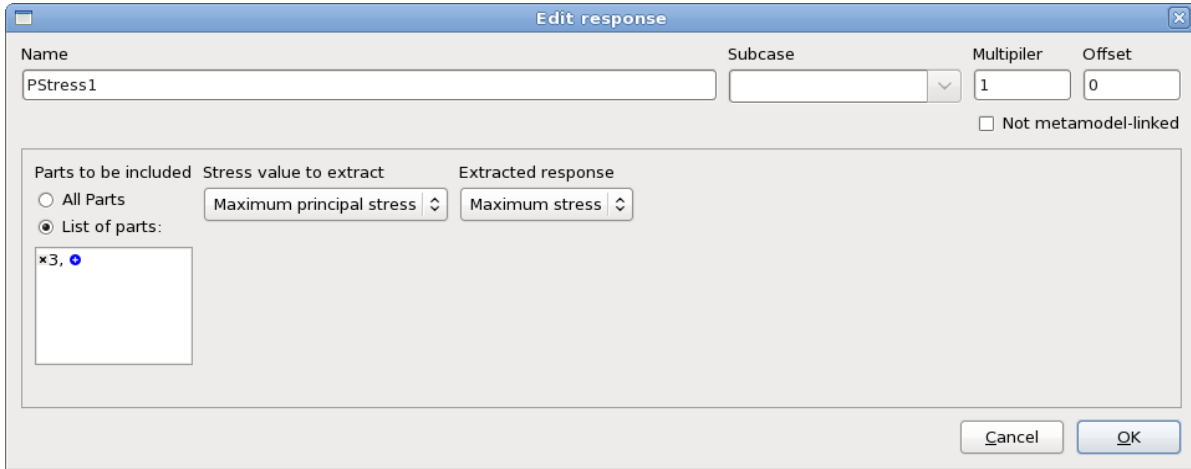 Edit response
Name Subcase Multipiler Offset
PStress1 1 0
Not metamodel-linked
Parts to be included Stress value to extract Extracted response
All Parts Maximum principal stress Maximum stress
List of parts:
×3,
Cancel OK